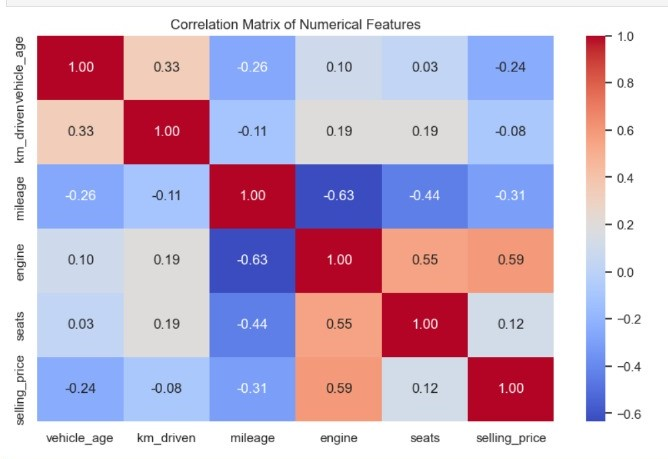 Correlation Matrix of Numerical Features
vehicle_age 1.00 0.33 -0.26 0.10 0.03 -0.24
km_driven 0.33 1.00 -0.11 0.19 0.19 -0.08
mileage -0.26 -0.11 1.00 -0.63 -0.44 -0.31
engine 0.10 0.19 -0.63 1.00 0.55 0.59
seats 0.03 0.19 -0.44 0.55 1.00 0.12
selling_price -0.24 -0.08 -0.31 0.59 0.12 1.00
vehicle_age km_driven mileage engine seats selling_price
1.0
0.8
0.6
0.4
0.2
0.0
−0.2
−0.4
−0.6